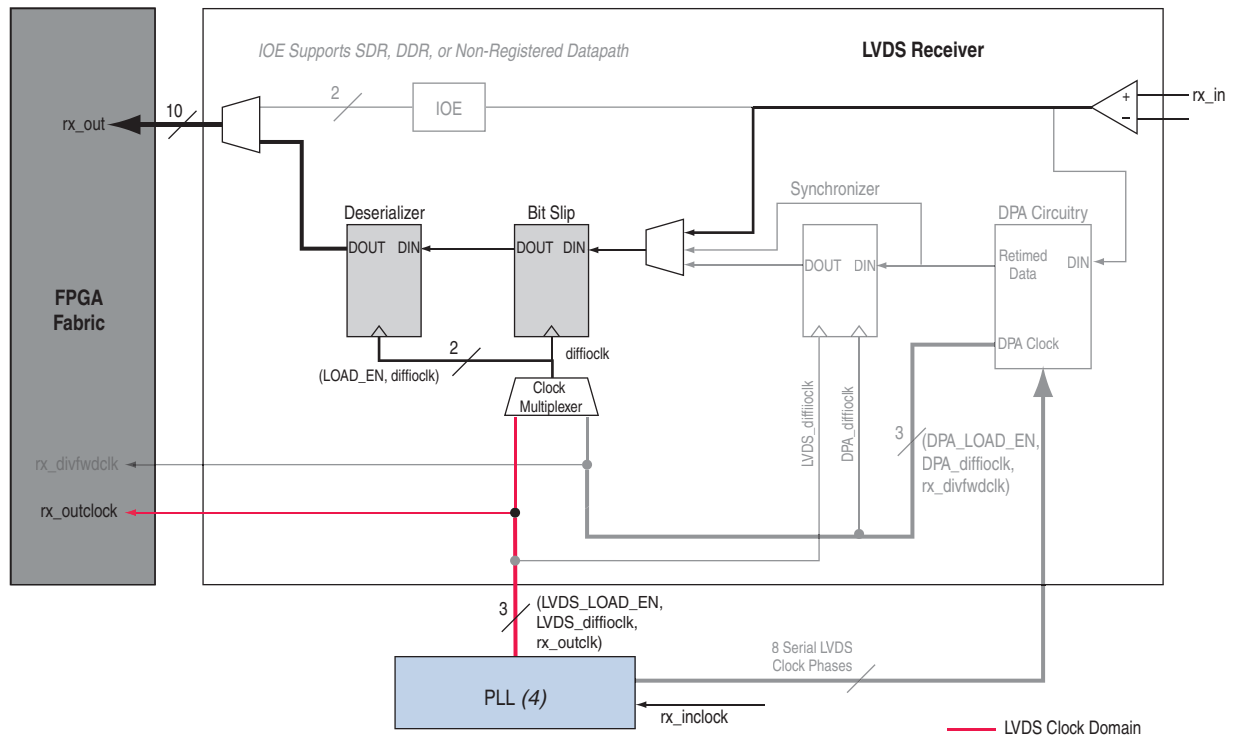 IOE Supports SDR, DDR, or Non-Registered Datapath
LVDS Receiver
2
IOE
+
–
rx_in
10
rx_out
Synchronizer
Deserializer
Bit Slip
DPA Circuitry
DOUT DIN
DOUT DIN
DOUT DIN
Retimed
Data
DIN
FPGA
Fabric
DPA Clock
2
diffioclk
(LOAD_EN, diffioclk)
Clock
Multiplexer
LVDS_diffiioclk
DPA_diffioclk
3
(DPA_LOAD_EN,
DPA_diffioclk,
rx_divfwdclk)
rx_divfwdclk
rx_outclock
3
(LVDS_LOAD_EN,
LVDS_diffioclk,
rx_outclk)
8 Serial LVDS
Clock Phases
PLL (4)
rx_inclock
LVDS Clock Domain